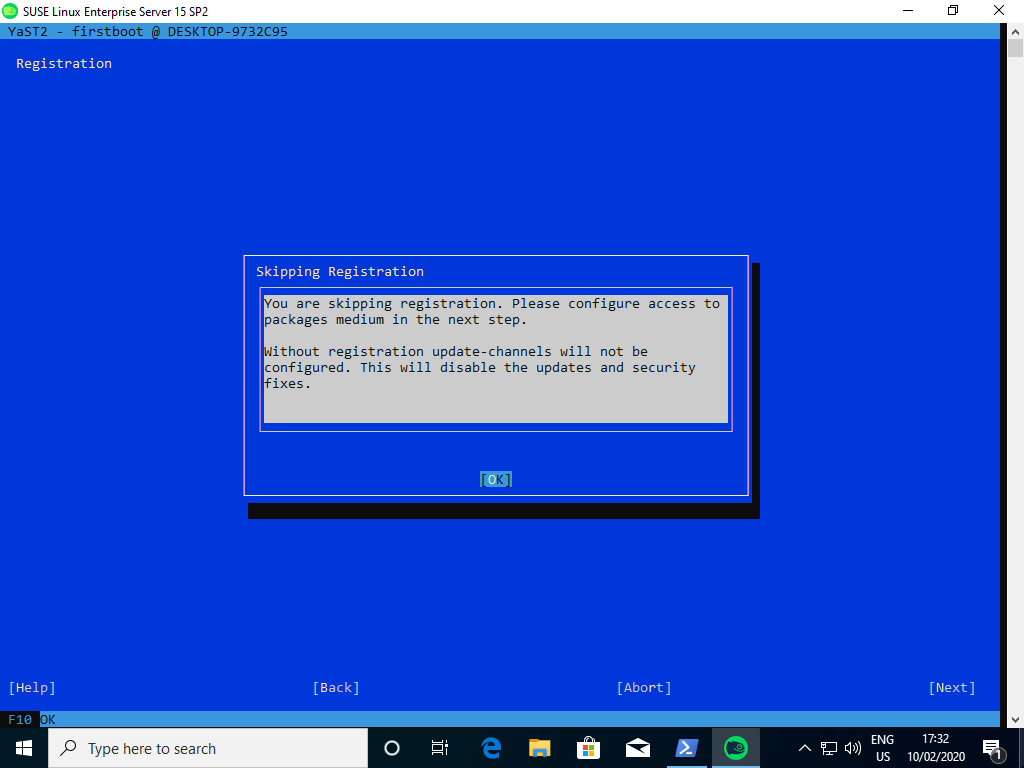 SUSE Linux Enterprise Server 15 SP2
YaST2 - firstboot @ DESKTOP-9732C95
Registration
Skipping Registration
You are skipping registration. Please configure access to
packages medium in the next step.
Without registration update-channels will not be
configured. This will disable the updates and security
fixes.
[OK]
[Help] [Back] [Abort] [Next]
F10 OK
Type here to search
ENG
US
17:32
10/02/2020
1